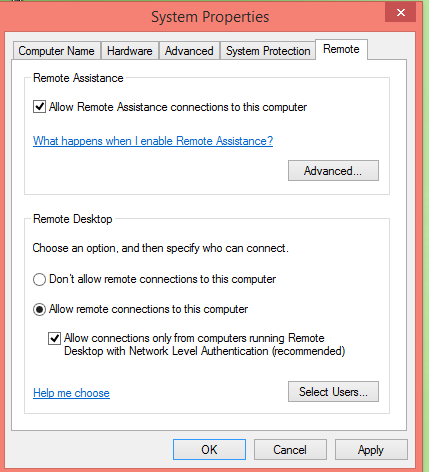 System Properties
Computer Name
Hardware
Advanced
System Protection
Remote
Remote Assistance
Allow Remote Assistance connections to this computer
What happens when I enable Remote Assistance?
Advanced...
Remote Desktop
Choose an option, and then specify who can connect.
Don't allow remote connections to this computer
Allow remote connections to this computer
Allow connections only from computers running Remote
Desktop with Network Level Authentication (recommended)
Help me choose
Select Users...
OK
Cancel
Apply